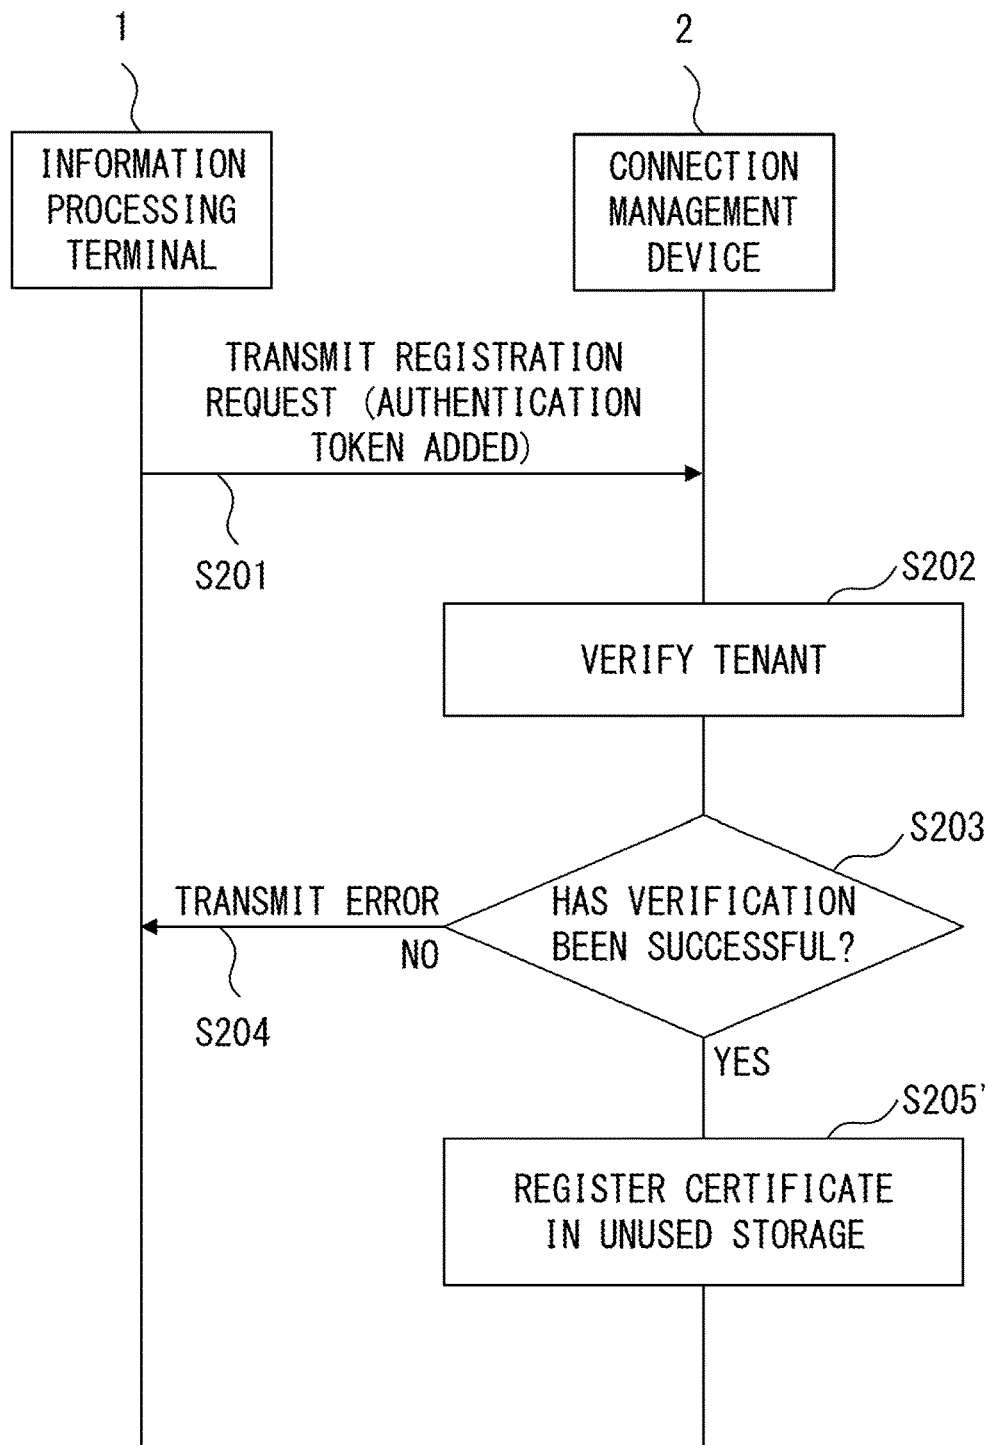 1
2
INFORMATION
PROCESSING
TERMINAL
CONNECTION
MANAGEMENT
DEVICE
TRANSMIT REGISTRATION
REQUEST (AUTHENTICATION
TOKEN ADDED)
S201
S202
VERIFY TENANT
S203
HAS VERIFICATION
BEEN SUCCESSFUL?
TRANSMIT ERROR
NO
S204
YES
S205'
REGISTER CERTIFICATE
IN UNUSED STORAGE